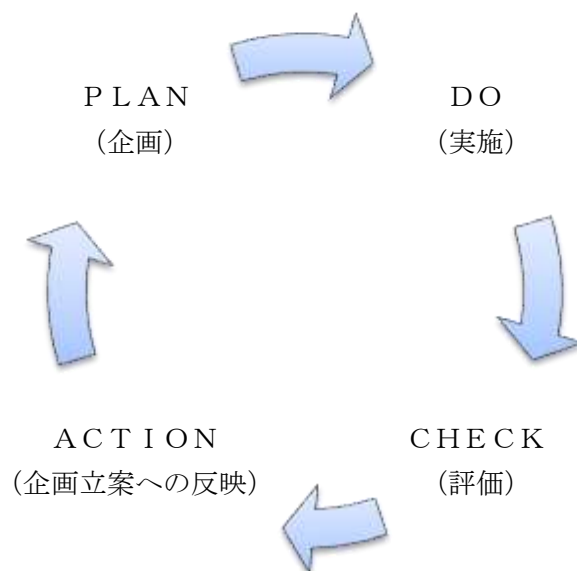 ＰＬＡＮ
（企画）
ＤＯ
（実施）
ＡＣＴＩＯＮ
（企画立案への反映）
ＣＨＥＣＫ
（評価）